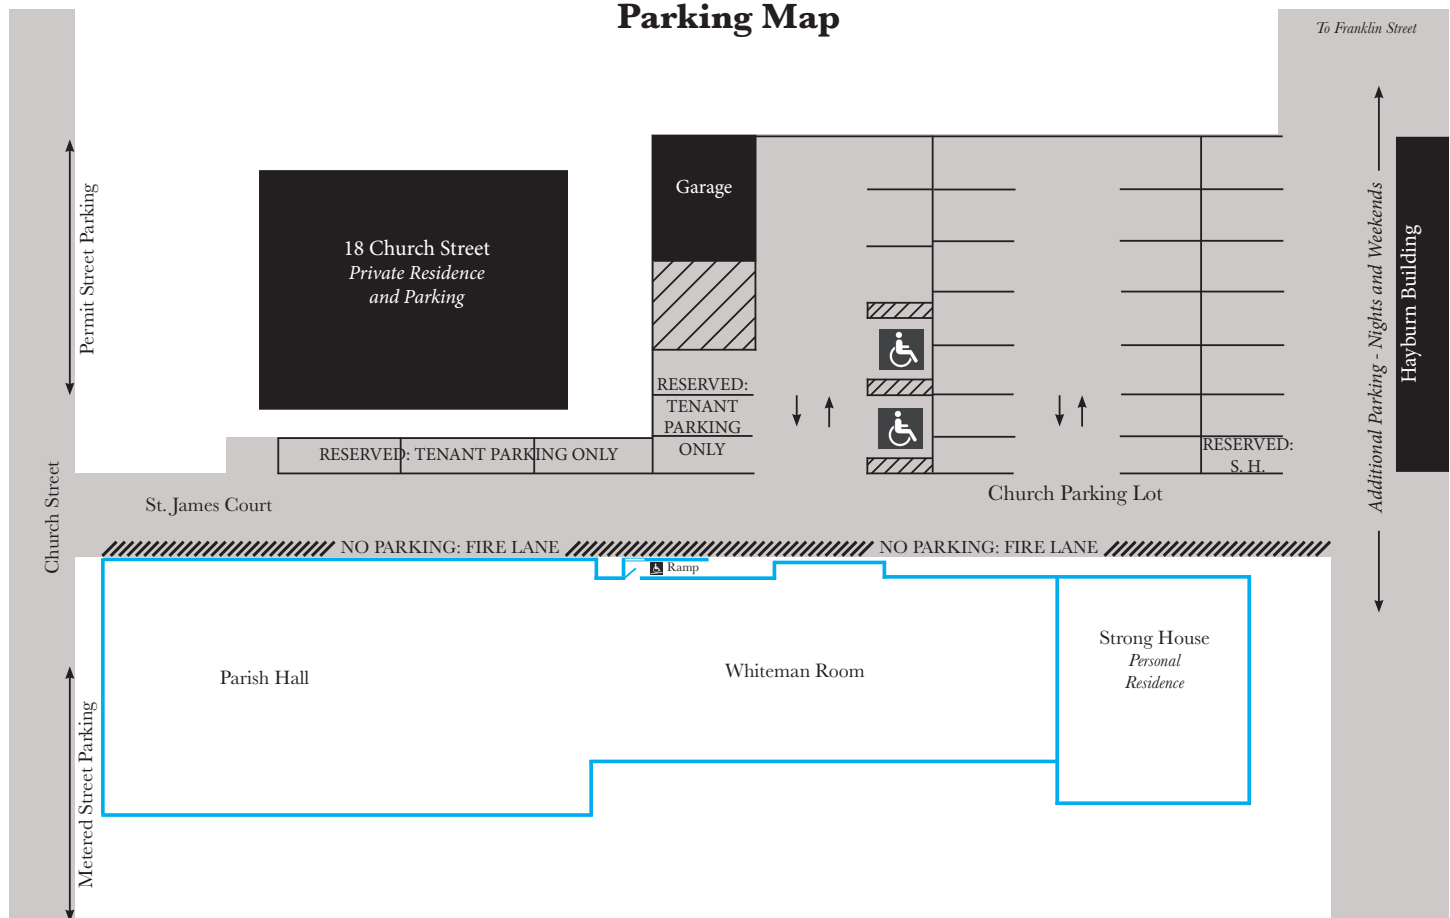 Parking Map
To Franklin Street
Permit Street Parking
18 Church Street
Private Residence
and Parking
Garage
RESERVED:
TENANT
PARKING
ONLY
RESERVED: TENANT PARKING ONLY
RESERVED:
S. H.
Additional Parking - Nights and Weekends
Hayburn Building
Church Street
St. James Court
Church Parking Lot
NO PARKING: FIRE LANE
NO PARKING: FIRE LANE
Ramp
Parish Hall
Whiteman Room
Strong House
Personal
Residence
Metered Street Parking